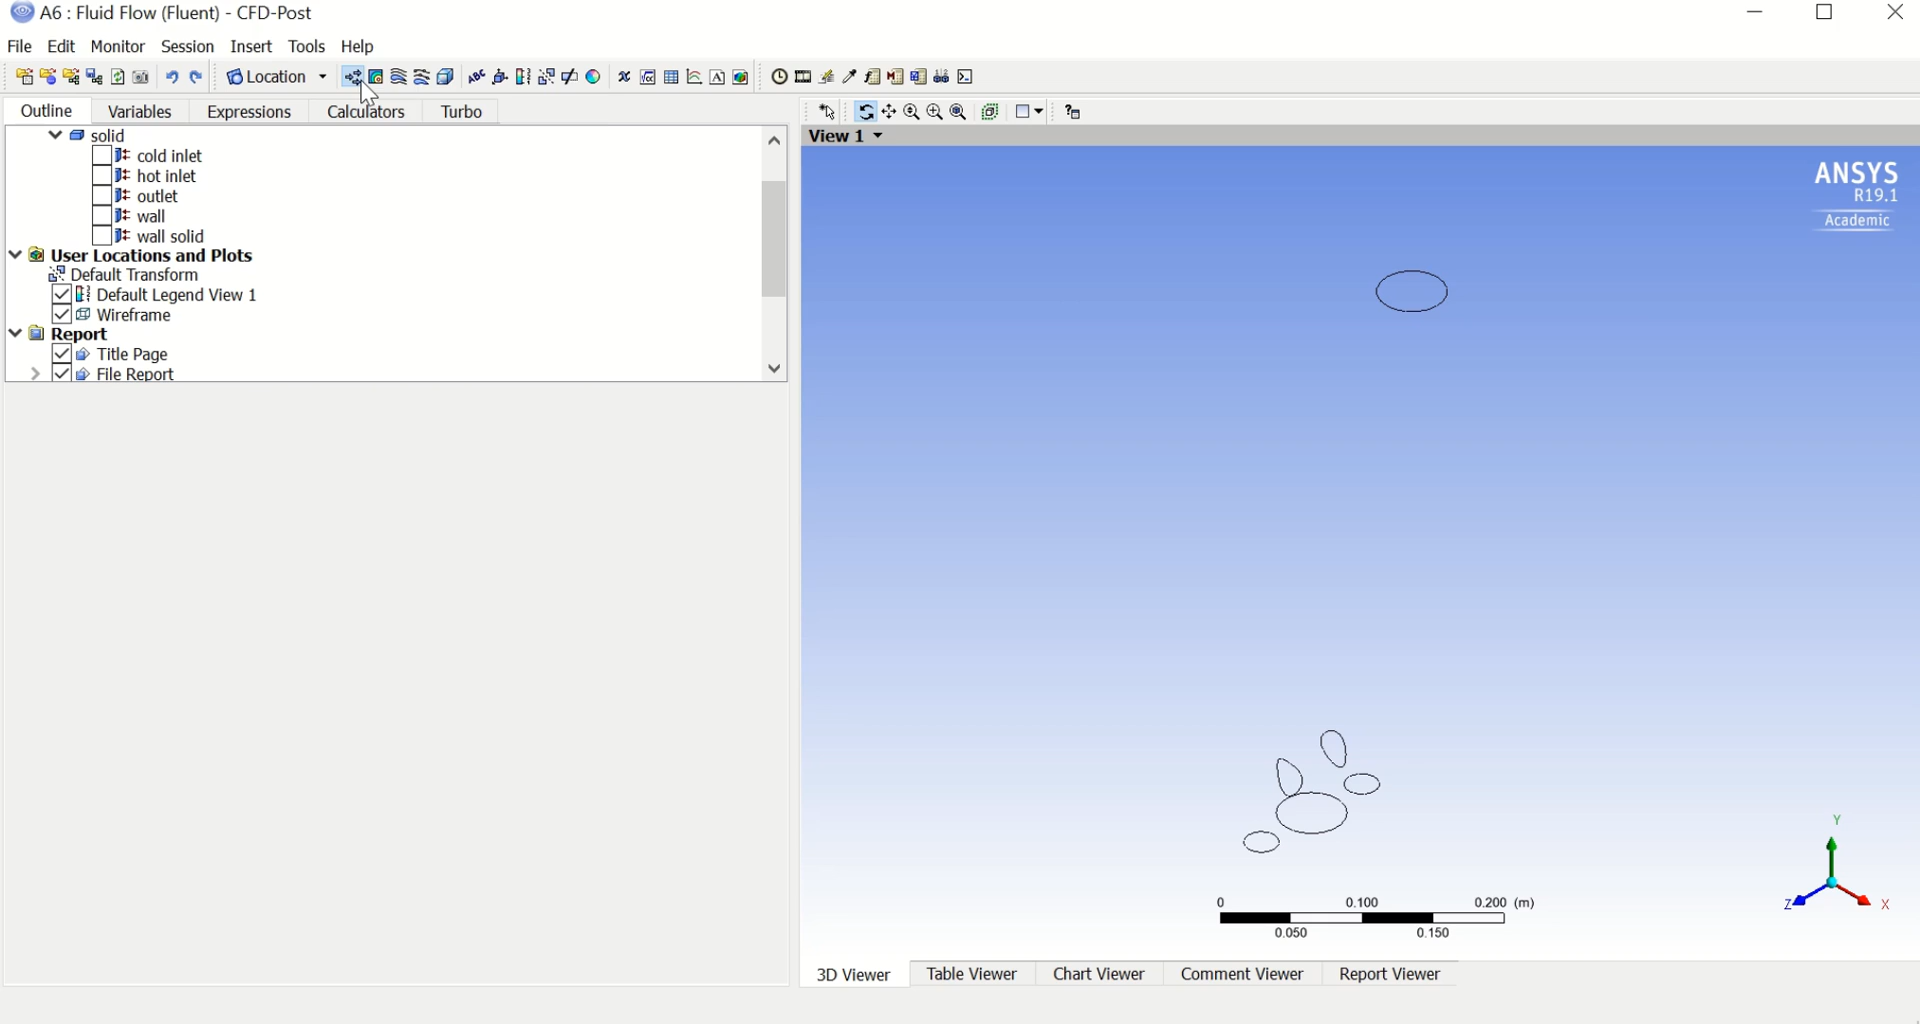 A6 : Fluid Flow (Fluent) - CFD-Post
File Edit Monitor Session Insert Tools Help
Location
Outline Variables Expressions Calculators Turbo
solid
cold inlet
hot inlet
outlet
wall
wall solid
User Locations and Plots
Default Transform
Default Legend View 1
Wireframe
Report
Title Page
File Report
View 1
ANSYS
R19.1
Academic
0 0.100 0.200 (m)
0.050 0.150
Y
Z X
3D Viewer Table Viewer Chart Viewer Comment Viewer Report Viewer